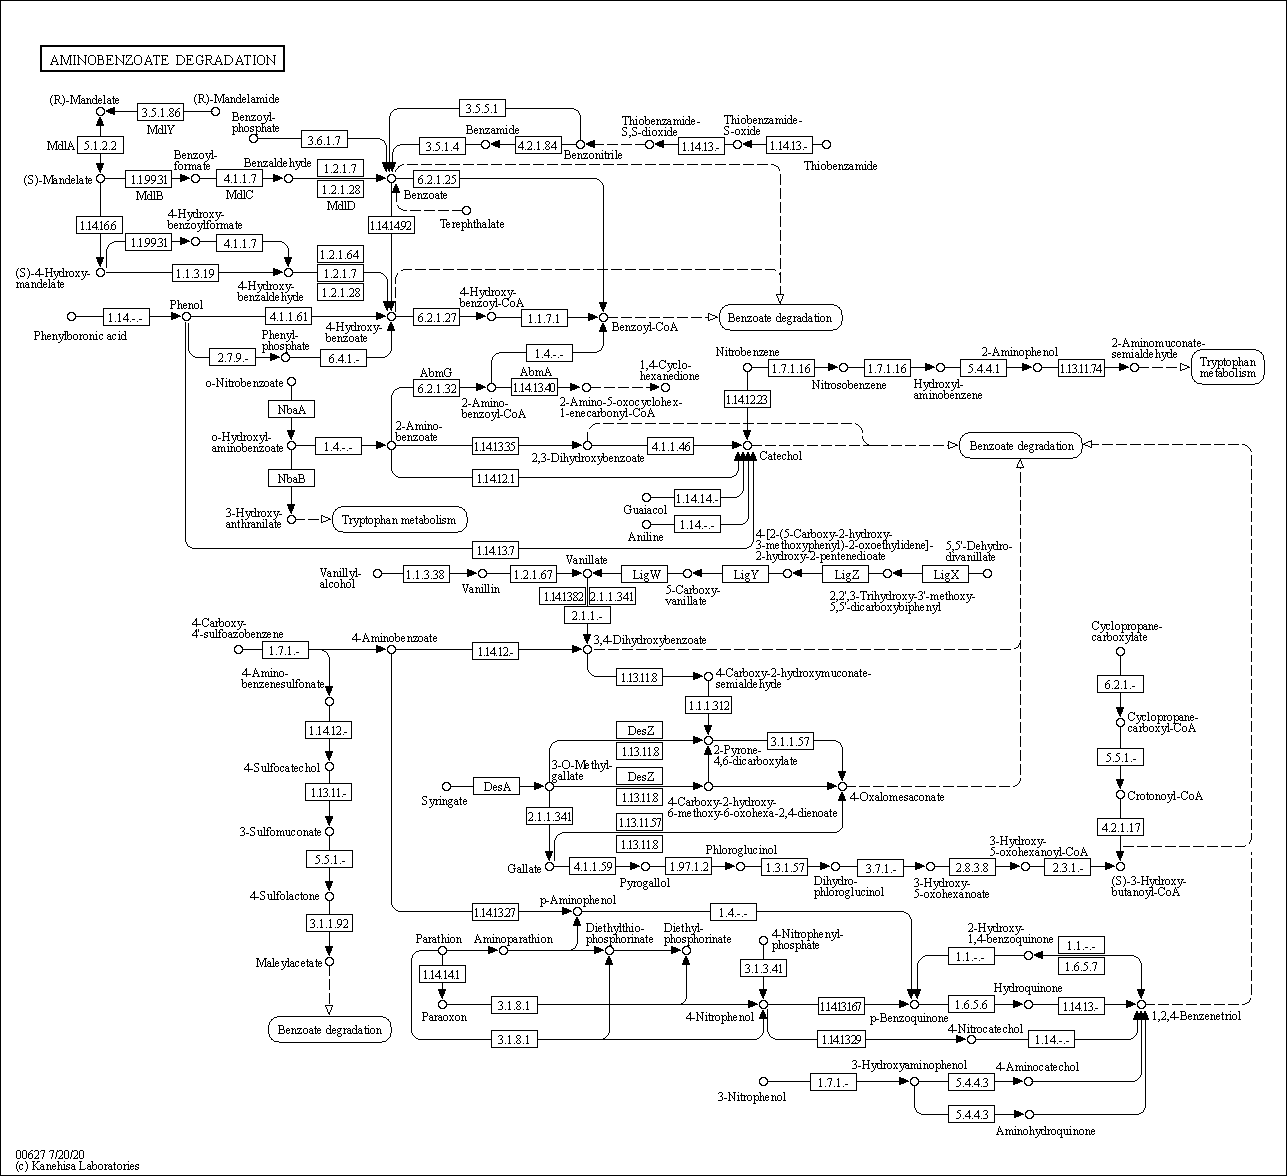 AMINOBENZOATE DEGRADATION
(R)-Mandelate
(R)-Mandelamide
3.5.1.86
MdlY
MdlA
5.1.2.2
Benzoyl-
phosphate
3.6.1.7
3.5.5.1
Benzamide
3.5.1.4
4.2.1.84
Benzonitrile
Thiobenzamide-
S,S-dioxide
1.14.13.-
Thiobenzamide-
S-oxide
1.14.13.-
Thiobenzamide
(S)-Mandelate
1.1.99.31
MdlB
Benzoyl-
formate
4.1.1.7
MdlC
Benzaldehyde
1.2.1.7
1.2.1.28
MdlD
Benzoate
6.2.1.25
Terephthalate
1.14.14.92
1.14.16.6
4-Hydroxy-
benzoylformate
1.1.99.31
4.1.1.7
1.2.1.64
1.2.1.7
1.2.1.28
(S)-4-Hydroxy-
mandelate
1.1.3.19
4-Hydroxy-
benzaldehyde
Phenylboronic acid
1.14.-.-
Phenol
4.1.1.61
4-Hydroxy-
benzoate
6.2.1.27
4-Hydroxy-
benzoyl-CoA
1.1.7.1
Benzoyl-CoA
Benzoate degradation
2.7.9.-
Phenyl-
phosphate
6.4.1.-
1.4.-.-
o-Nitrobenzoate
NbaA
o-Hydroxyl-
aminobenzoate
1.4.-.-
NbaB
3-Hydroxy-
anthranilate
Tryptophan metabolism
AbmG
6.2.1.32
2-Amino-
benzoyl-CoA
AbmA
1.14.13.40
2-Amino-5-oxocyclohex-
1-enecarbonyl-CoA
1,4-Cyclo-
hexanedione
2-Amino-
benzoate
1.14.13.35
2,3-Dihydroxybenzoate
4.1.1.46
1.14.12.1
Catechol
Nitrobenzene
1.7.1.16
Nitrosobenzene
1.7.1.16
Hydroxyl-
aminobenzene
5.4.4.1
2-Aminophenol
1.13.11.74
2-Aminomuconate-
semialdehyde
Tryptophan
metabolism
1.14.12.23
Benzoate degradation
Guaiacol
1.14.14.-
Aniline
1.14.-.-
1.14.13.7
Vanillyl-
alcohol
1.1.3.38
Vanillin
1.2.1.67
Vanillate
LigW
5-Carboxy-
vanillate
LigY
4-[2-(5-Carboxy-2-hydroxy-
3-methoxyphenyl)-2-oxoethylidene]-
2-hydroxy-2-pentenedioate
LigZ
2,2',3-Trihydroxy-3'-methoxy-
5,5'-dicarboxybiphenyl
LigX
5,5'-Dehydro-
divanillate
1.14.13.82
2.1.1.341
2.1.1.-
4-Carboxy-
4'-sulfoazobenzene
1.7.1.-
4-Aminobenzoate
1.14.12.-
3,4-Dihydroxybenzoate
4-Amino-
benzenesulfonate
1.14.12.-
4-Sulfocatechol
1.13.11.-
3-Sulfomuconate
5.5.1.-
4-Sulfolactone
3.1.1.92
Maleylacetate
Benzoate degradation
1.13.11.8
4-Carboxy-2-hydroxymuconate-
semialdehyde
1.1.1.312
DesZ
1.13.11.8
2-Pyrone-
4,6-dicarboxylate
3.1.1.57
Syringate
DesA
3-O-Methyl-
gallate
DesZ
1.13.11.8
4-Carboxy-2-hydroxy-
6-methoxy-6-oxohexa-2,4-dienoate
4-Oxalomesaconate
2.1.1.341
1.13.11.57
1.13.11.8
Gallate
4.1.1.59
Pyrogallol
1.97.1.2
Phloroglucinol
1.3.1.57
Dihydro-
phloroglucinol
3.7.1.-
3-Hydroxy-
5-oxohexanoate
2.8.3.8
3-Hydroxy-
5-oxohexanoyl-CoA
2.3.1.-
(S)-3-Hydroxy-
butanoyl-CoA
Cyclopropane-
carboxylate
6.2.1.-
Cyclopropane-
carboxyl-CoA
5.5.1.-
Crotonoyl-CoA
4.2.1.17
1.14.13.27
p-Aminophenol
1.4.-.-
Parathion
Aminoparathion
Diethylthio-
phosphorinate
Diethyl-
phosphorinate
1.14.14.1
Paraoxon
3.1.8.1
3.1.8.1
4-Nitrophenyl-
phosphate
3.1.3.41
4-Nitrophenol
1.14.13.167
p-Benzoquinone
1.6.5.6
Hydroquinone
1.14.13.-
1,2,4-Benzenetriol
2-Hydroxy-
1,4-benzoquinone
1.1.-.-
1.1.-.-
1.6.5.7
1.14.13.29
4-Nitrocatechol
1.14.-.-
3-Nitrophenol
1.7.1.-
3-Hydroxyaminophenol
5.4.4.3
4-Aminocatechol
5.4.4.3
Aminohydroquinone
00627 7/20/20
(c) Kanehisa Laboratories